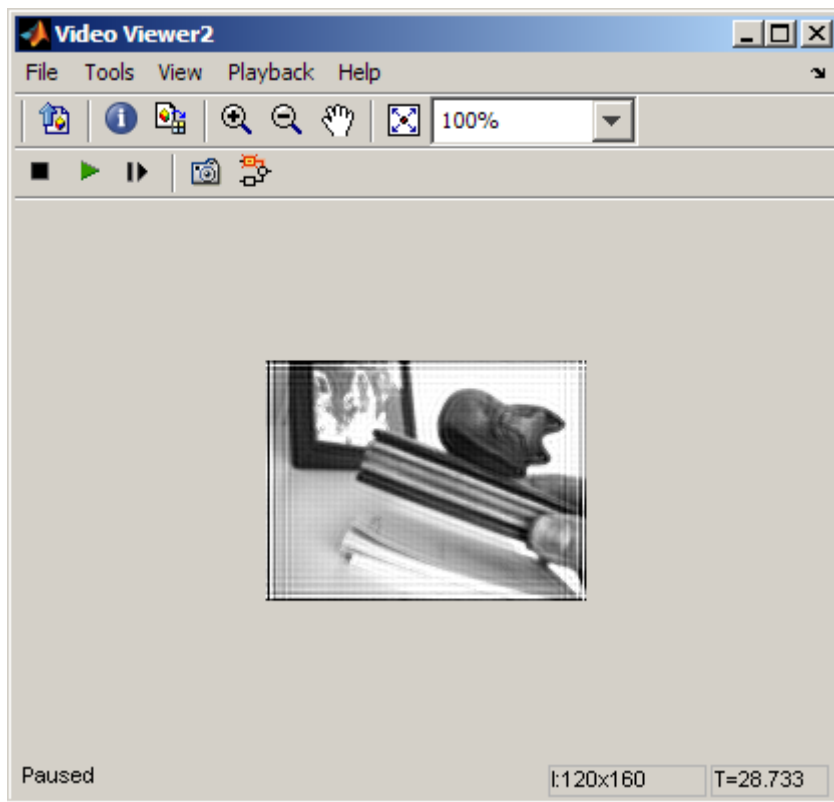 Video Viewer2
File Tools View Playback Help
100%
Paused
I:120x160
T=28.733